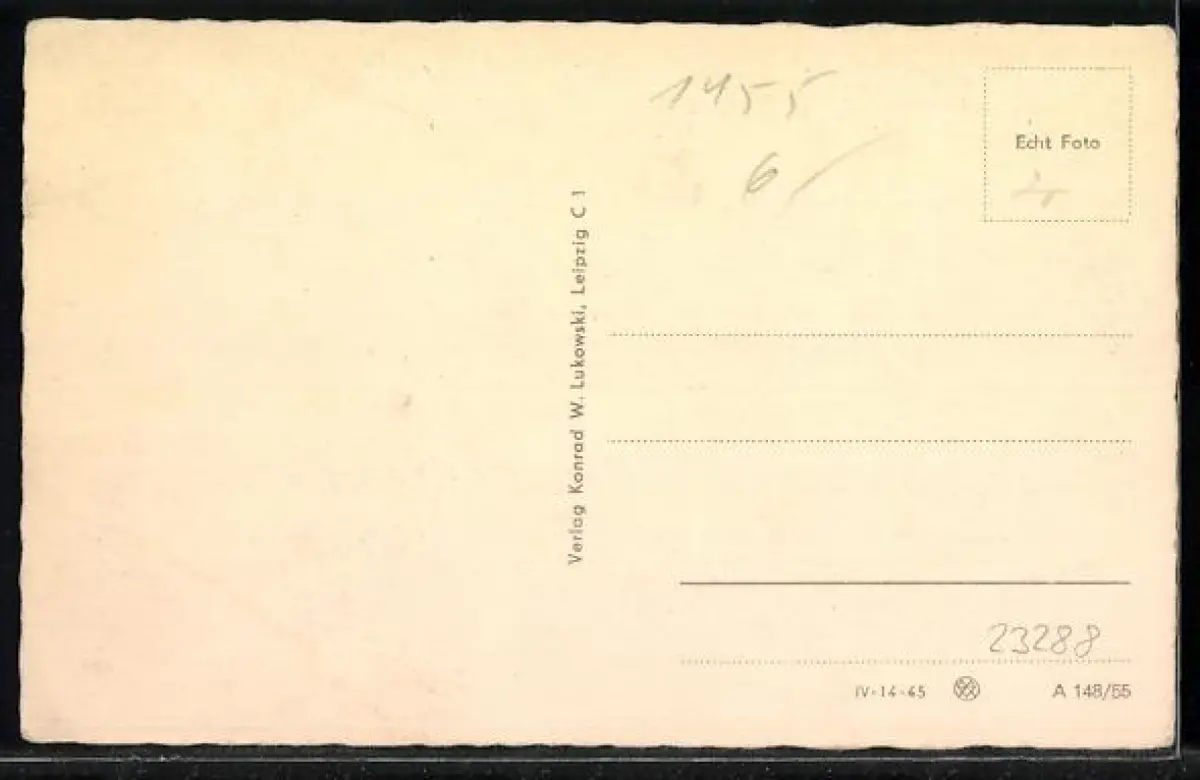 1455
6
Echt Foto
Verlag Konrad W. Lukowski, Leipzig C 1
23288
IV-14-45 A 148/55